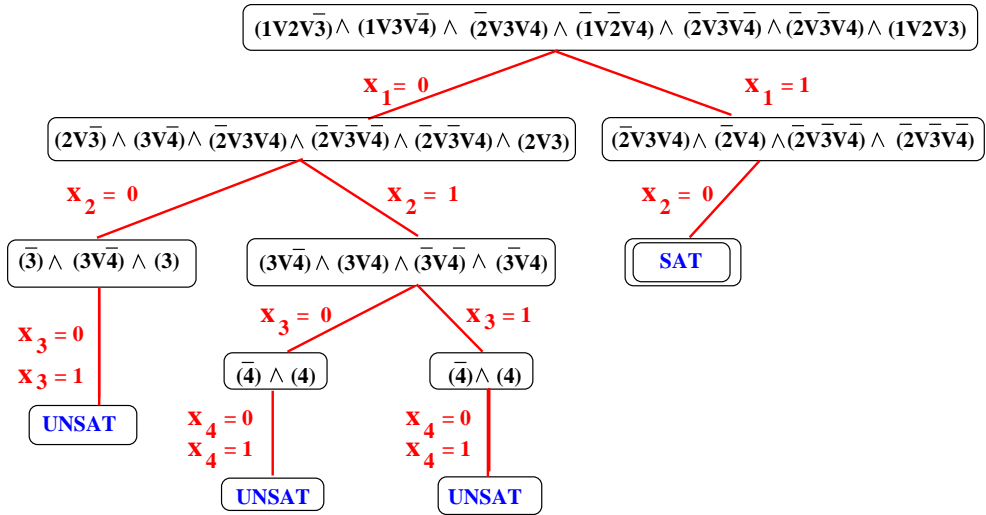 (1V2V3̅) ∧ (1V3V4̅) ∧ (2̅V3V4) ∧ (1̅V2̅V4) ∧ (2̅V3̅V4̅) ∧ (2̅V3̅V4) ∧ (1V2V3)
x₁ = 0
x₁ = 1
(2V3̅) ∧ (3V4̅) ∧ (2̅V3V4) ∧ (2̅V3̅V4̅) ∧ (2̅V3̅V4) ∧ (2V3)
(2̅V3V4) ∧ (2̅V4) ∧ (2̅V3̅V4̅) ∧ (2̅V3̅V4̅)
x₂ = 0
x₂ = 1
x₂ = 0
(3̅) ∧ (3V4̅) ∧ (3)
(3V4̅) ∧ (3V4) ∧ (3̅V4̅) ∧ (3̅V4)
SAT
x₃ = 0
x₃ = 1
x₃ = 0
x₃ = 1
(4̅) ∧ (4)
(4̅) ∧ (4)
UNSAT
x₄ = 0
x₄ = 1
x₄ = 0
x₄ = 1
UNSAT
UNSAT